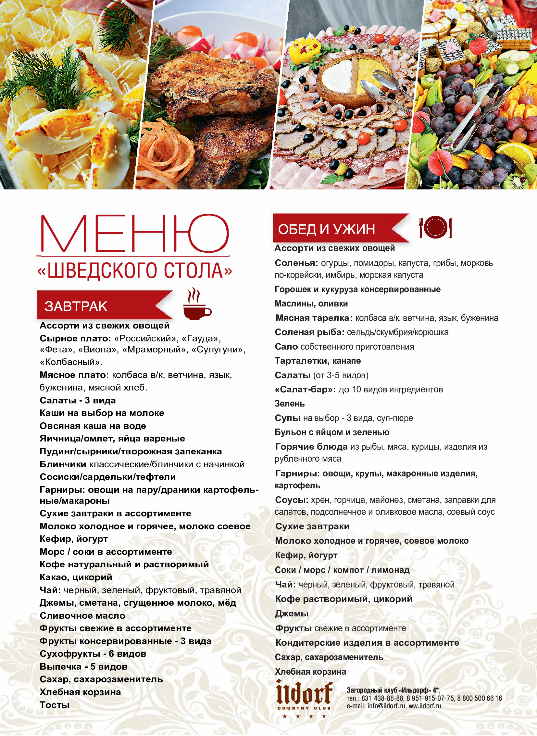 МЕНЮ
«ШВЕДСКОГО СТОЛА»
ЗАВТРАК
Ассорти из свежих овощей
Сырное плато: «Российский», «Гауда»,
«Фета», «Виола», «Мраморный», «Сулугуни»,
«Колбасный».
Мясное плато: колбаса в/к, ветчина, язык,
буженина, мясной хлеб.
Салаты - 3 вида
Каши на выбор на молоке
Овсяная каша на воде
Яичница/омлет, яйца вареные
Пудинг/сырники/творожная запеканка
Блинчики классические/блинчики с начинкой
Сосиски/сардельки/тефтели
Гарниры: овощи на пару/драники картофель-
ные/макароны
Сухие завтраки в ассортименте
Молоко холодное и горячее, молоко соевое
Кефир, йогурт
Морс / соки в ассортименте
Кофе натуральный и растворимый
Какао, цикорий
Чай: черный, зеленый, фруктовый, травяной
Джемы, сметана, сгущенное молоко, мёд
Сливочное масло
Фрукты свежие в ассортименте
Фрукты консервированные - 3 вида
Сухофрукты - 6 видов
Выпечка - 5 видов
Сахар, сахарозаменитель
Хлебная корзина
Тосты
ОБЕД И УЖИН
Ассорти из свежих овощей
Соленья: огурцы, помидоры, капуста, грибы, морковь
по-корейски, имбирь, морская капуста
Горошек и кукуруза консервированные
Маслины, оливки
Мясная тарелка: колбаса в/к, ветчина, язык, буженина
Соленая рыба: сельдь/скумбрия/корюшка
Сало собственного приготовления
Тарталетки, канапе
Салаты (от 3-5 видов)
«Салат-бар»: до 10 видов ингредиентов
Зелень
Супы на выбор - 3 вида, суп-пюре
Бульон с яйцом и зеленью
Горячие блюда из рыбы, мяса, курицы, изделия из
рубленного мяса
Гарниры: овощи, крупы, макаронные изделия,
картофель
Соусы: хрен, горчица, майонез, сметана, заправки для
салатов, подсолнечное и оливковое масла, соевый соус
Сухие завтраки
Молоко холодное и горячее, соевое молоко
Кефир, йогурт
Соки / морс / компот / лимонад
Чай: черный, зеленый, фруктовый, травяной
Кофе растворимый, цикорий
Джемы
Фрукты свежие в ассортименте
Кондитерские изделия в ассортименте
Сахар, сахарозаменитель
Хлебная корзина
ildorf
COUNTRY CLUB
Загородный клуб «Ильдорф» 4*,
тел.: 831 438-88-88, 8 951-915-07-75, 8 800 500 66 16
e-mail: info@ildorf.ru, ww.ildorf.ru